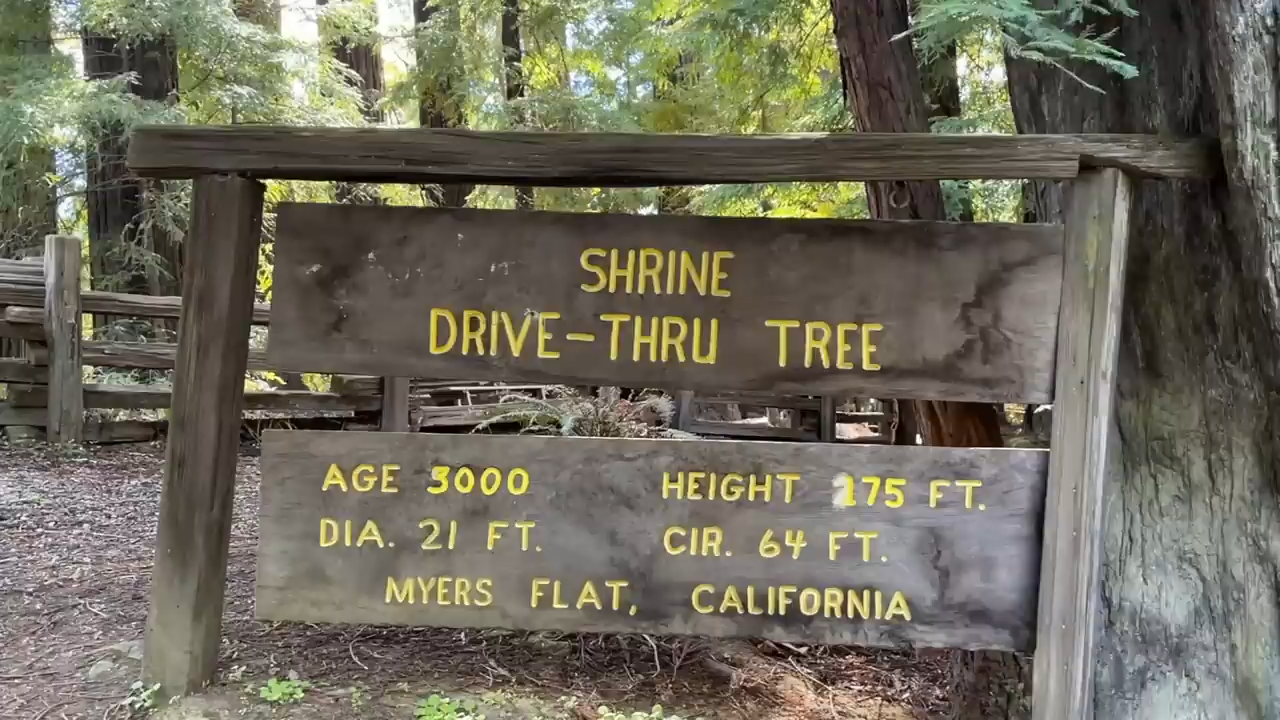 SHRINE
DRIVE-THRU TREE
AGE 3000 HEIGHT 175 FT.
DIA. 21 FT. CIR. 64 FT.
MYERS FLAT, CALIFORNIA